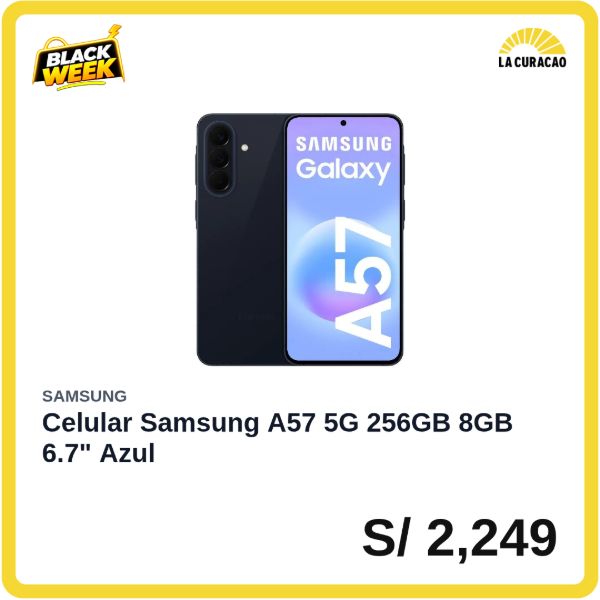 BLACK
WEEK
LA CURACAO
SAMSUNG
Galaxy
A57
SAMSUNG
Celular Samsung A57 5G 256GB 8GB
6.7" Azul
S/ 2,249